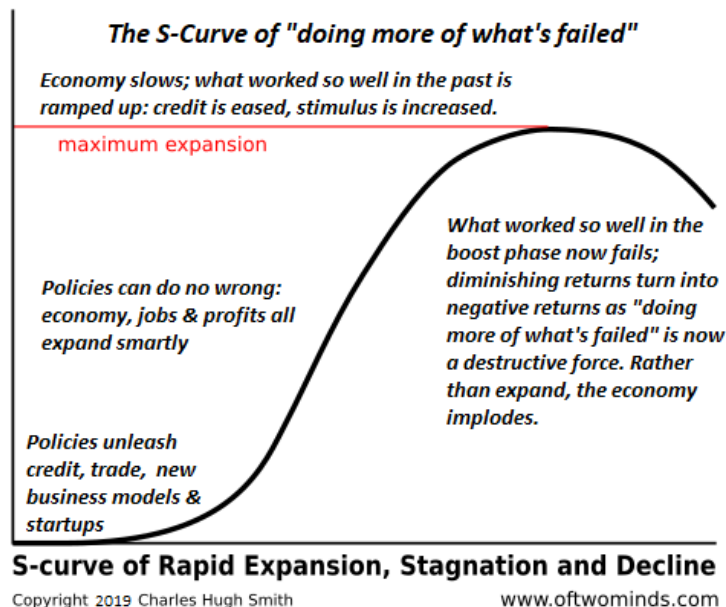 The S-Curve of "doing more of what's failed"
Economy slows; what worked so well in the past is
ramped up: credit is eased, stimulus is increased.
maximum expansion
What worked so well in the
boost phase now fails;
diminishing returns turn into
negative returns as "doing
more of what's failed" is now
a destructive force. Rather
than expand, the economy
implodes.
Policies can do no wrong:
economy, jobs & profits all
expand smartly
Policies unleash
credit, trade, new
business models &
startups
S-curve of Rapid Expansion, Stagnation and Decline
Copyright 2019 Charles Hugh Smith
www.oftwominds.com